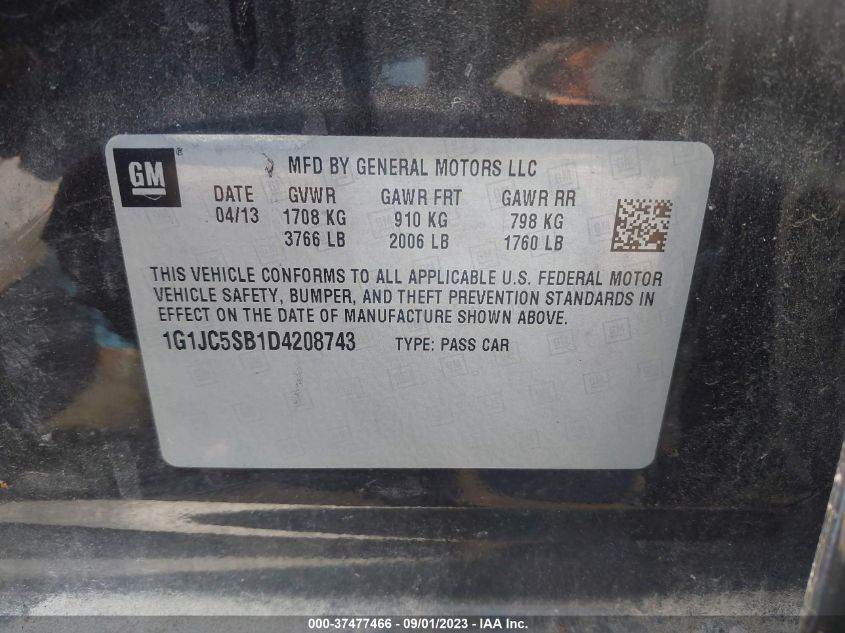 GM ®
MFD BY GENERAL MOTORS LLC
DATE GVWR GAWR FRT GAWR RR
04/13 1708 KG 910 KG 798 KG
3766 LB 2006 LB 1760 LB
THIS VEHICLE CONFORMS TO ALL APPLICABLE U.S. FEDERAL MOTOR
VEHICLE SAFETY, BUMPER, AND THEFT PREVENTION STANDARDS IN
EFFECT ON THE DATE OF MANUFACTURE SHOWN ABOVE.
1G1JC5SB1D4208743 TYPE: PASS CAR
000-37477466 - 09/01/2023 - IAA Inc.